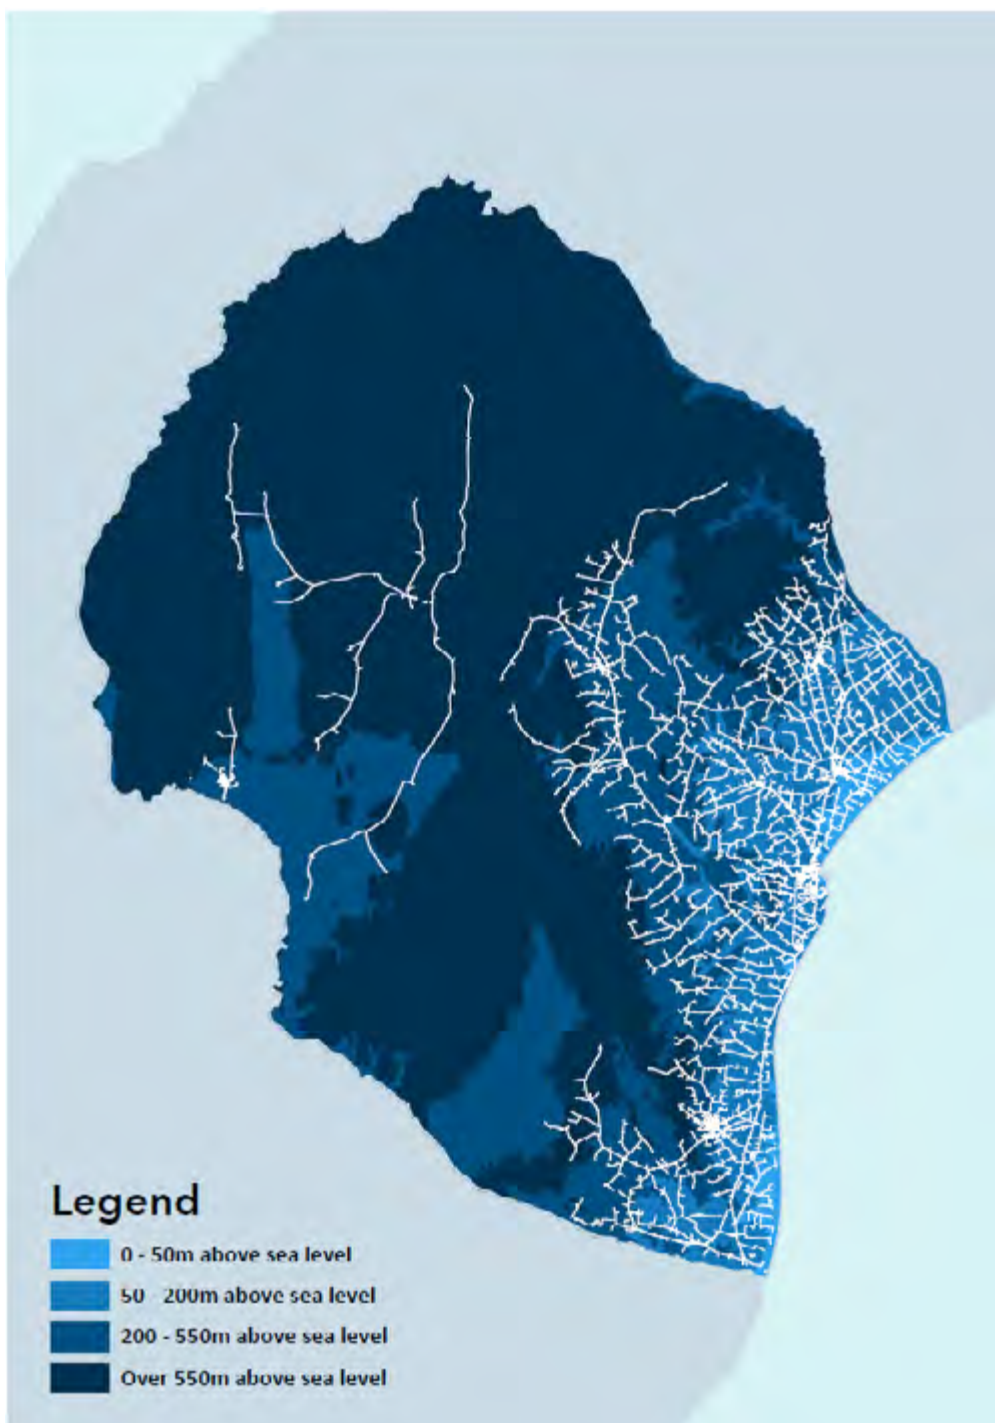 Legend
0 - 50m above sea level
50 - 200m above sea level
200 - 550m above sea level
Over 550m above sea level